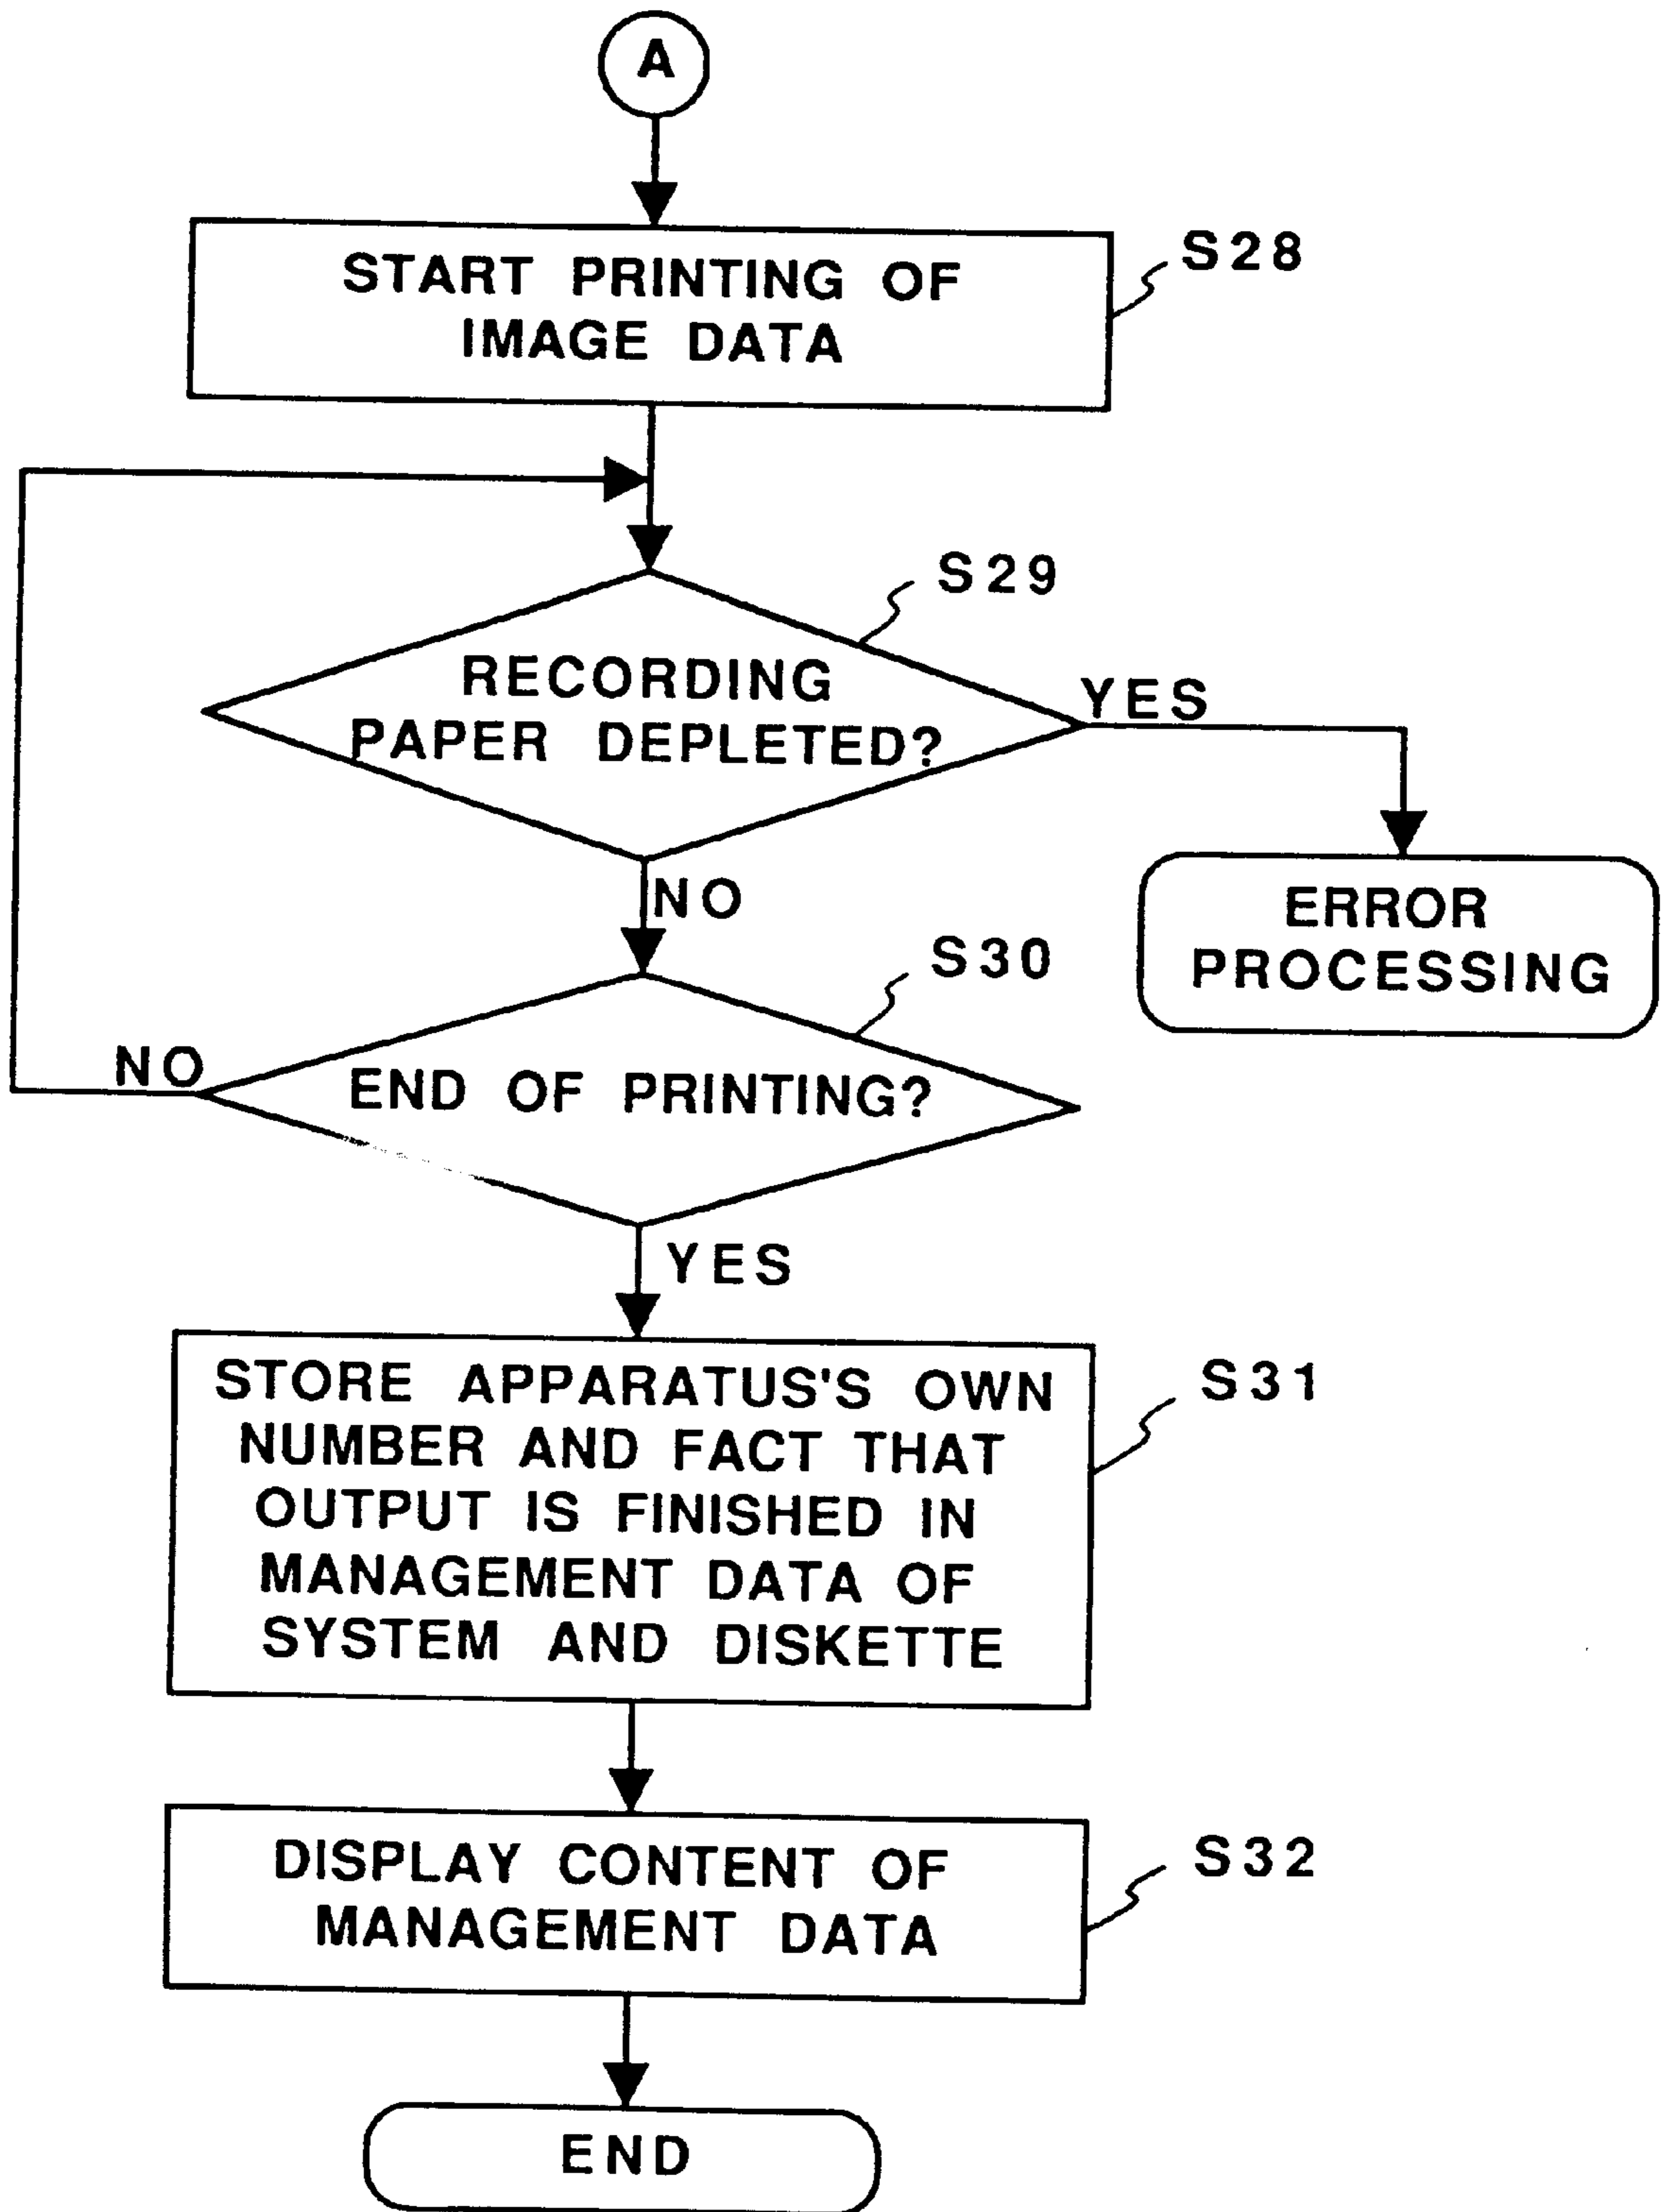 A
START PRINTING OF
IMAGE DATA
S28
S29
RECORDING
PAPER DEPLETED?
YES
NO
ERROR
PROCESSING
S30
NO
END OF PRINTING?
YES
STORE APPARATUS'S OWN
NUMBER AND FACT THAT
OUTPUT IS FINISHED IN
MANAGEMENT DATA OF
SYSTEM AND DISKETTE
S31
DISPLAY CONTENT OF
MANAGEMENT DATA
S32
END